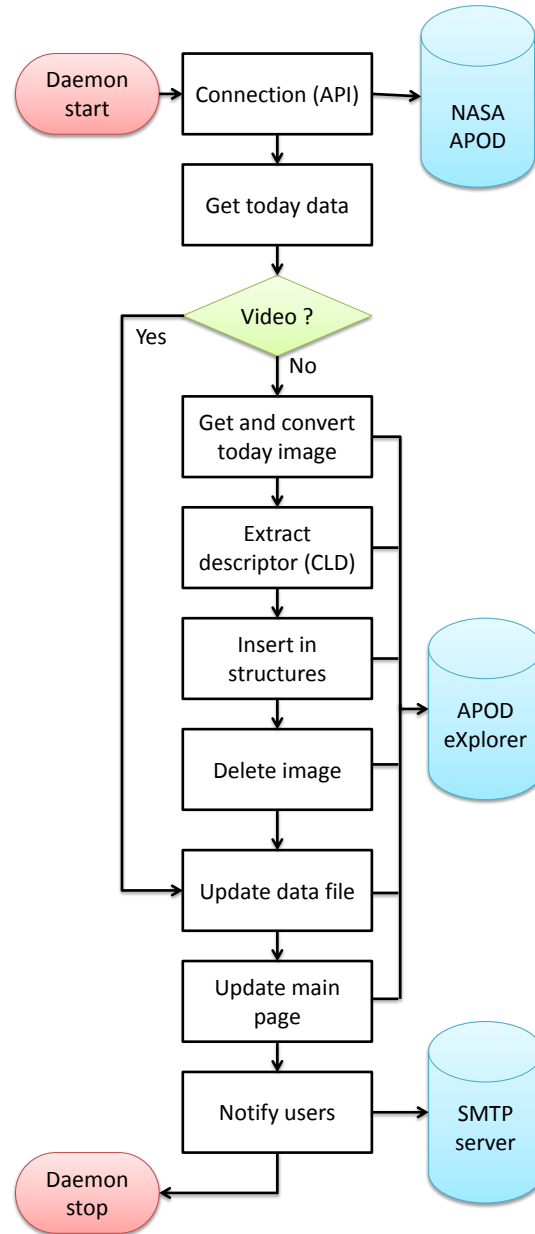 Daemon
start
Connection (API)
NASA
APOD
Get today data
Video ?
Yes
No
Get and convert
today image
Extract
descriptor (CLD)
Insert in
structures
APOD
eXplorer
Delete image
Update data file
Update main
page
Notify users
SMTP
server
Daemon
stop